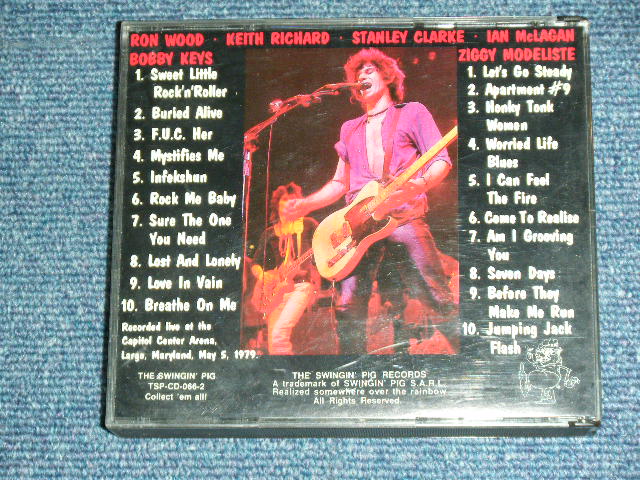 RON WOOD · KEITH RICHARD · STANLEY CLARKE · IAN McLAGAN
BOBBY KEYS
ZIGGY MODELISTE
1. Sweet Little
Rock'n'Roller
2. Buried Alive
3. F.U.C. Her
4. Mystifies Me
5. Infekshun
6. Rock Me Baby
7. Sure The One
You Need
8. Lost And Lonely
9. Love In Vain
10. Breathe On Me
Recorded live at the
Capitol Center Arena,
Largo, Maryland, May 5, 1979.
1. Let's Go Steady
2. Apartment #9
3. Honky Tonk
Women
4. Worried Life
Blues
5. I Can Feel
The Fire
6. Come To Realise
7. Am I Grooving
You
8. Seven Days
9. Before They
Make Me Run
10. Jumping Jack
Flash
THE SWINGIN' PIG
TSP-CD-066-2
Collect 'em all!
THE SWINGIN' PIG RECORDS
A trademark of SWINGIN' PIG S.A.R.L.
Realized somewhere over the rainbow
All Rights Reserved.